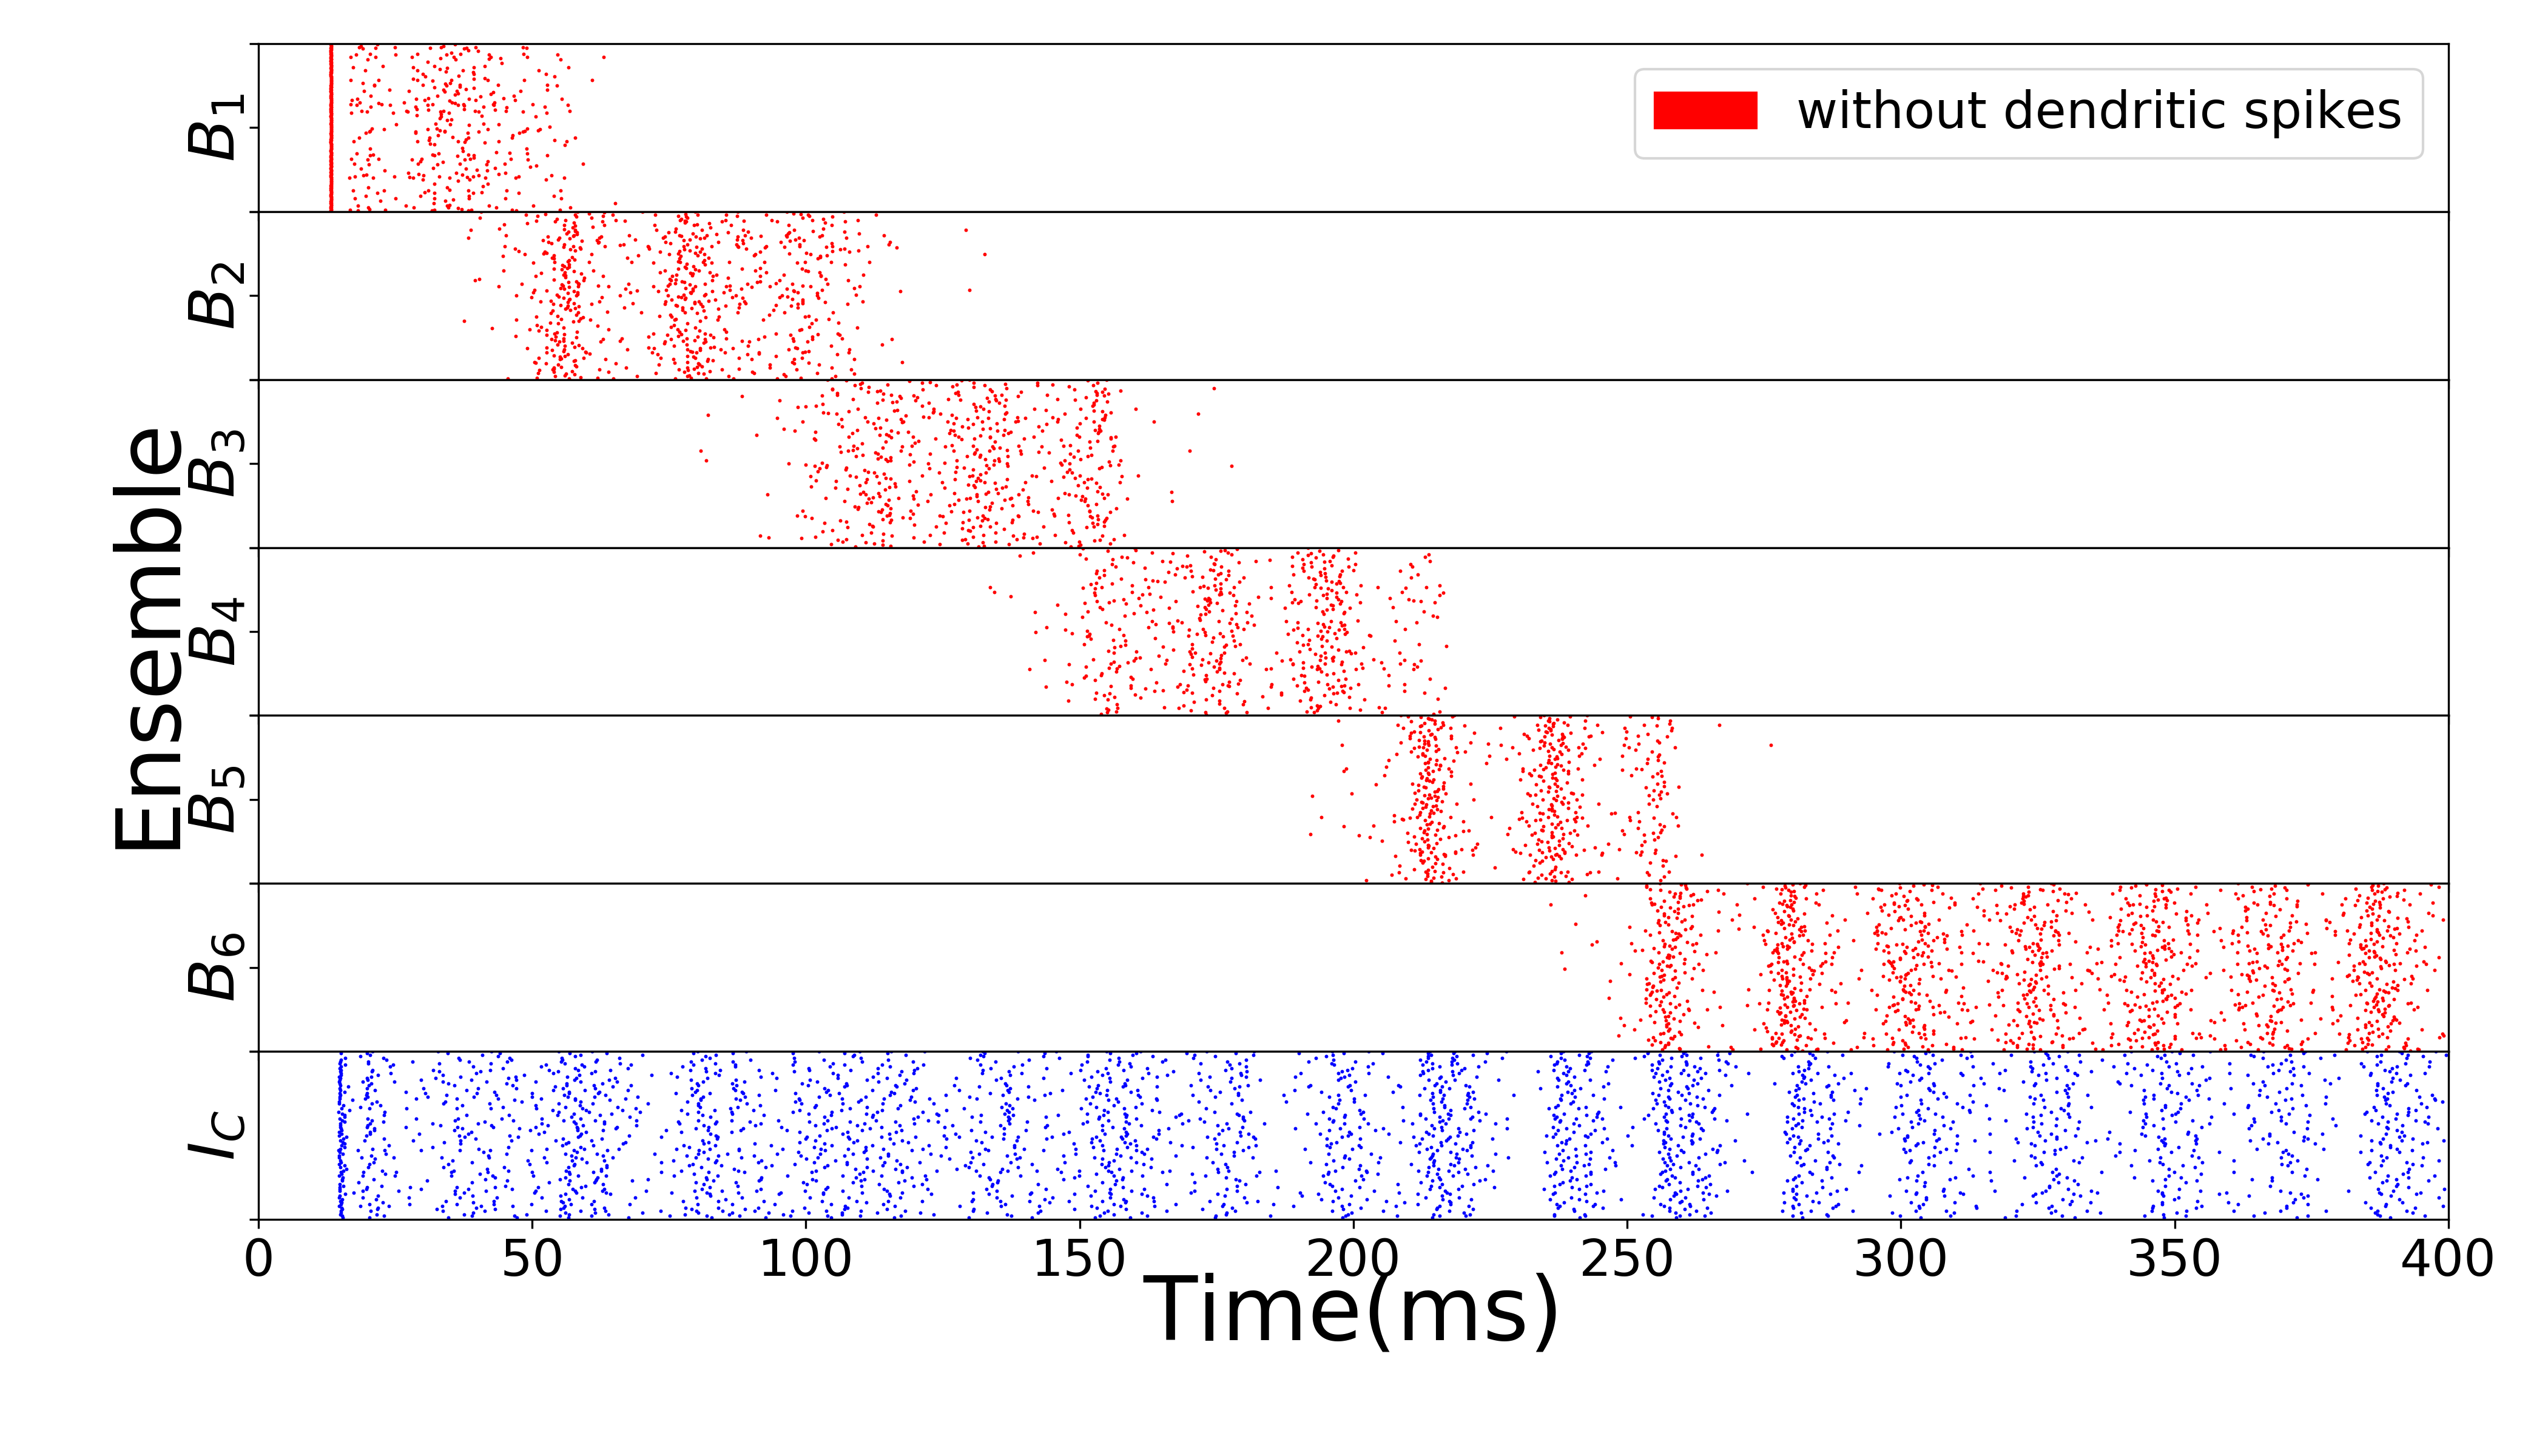 without dendritic spikes
Ensemble
B1
B2
B3
B4
B5
B6
IC
0 50 100 150 200 250 300 350 400
Time(ms)